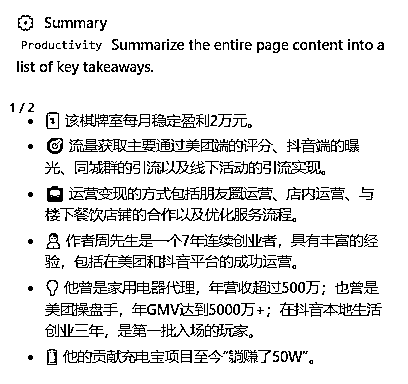 Summary
Productivity Summarize the entire page content into a
list of key takeaways.
1 / 2
该棋牌室每月稳定盈利2万元。
流量获取主要通过美团端的评分、抖音端的曝
光、同城群的引流以及线下活动的引流实现。
运营变现的方式包括朋友圈运营、店内运营、与
楼下餐饮店铺的合作以及优化服务流程。
作者周先生是一个7年连续创业者，具有丰富的经
验，包括在美团和抖音平台的成功运营。
他曾是家用电器代理，年营收超过500万；也曾是
美团操盘手，年GMV达到5000万+；在抖音本地生活
创业三年，是第一批入场的玩家。
他的贡献充电宝项目至今“躺赚了50W”。